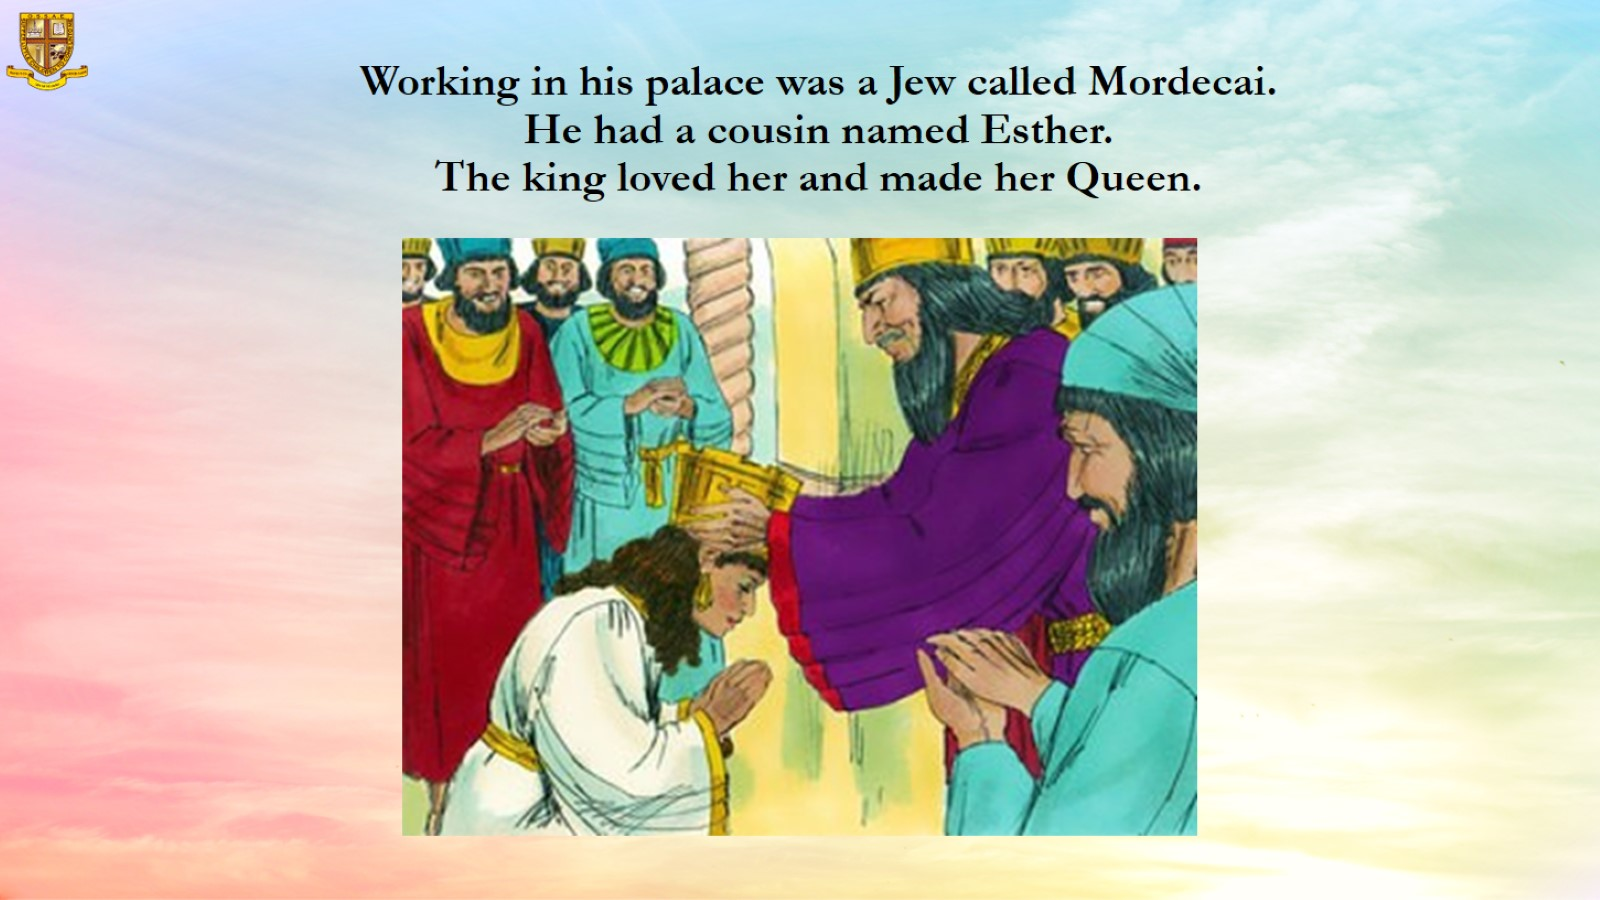 Working in his palace was a Jew called Mordecai.
He had a cousin named Esther.
The king loved her and made her Queen.